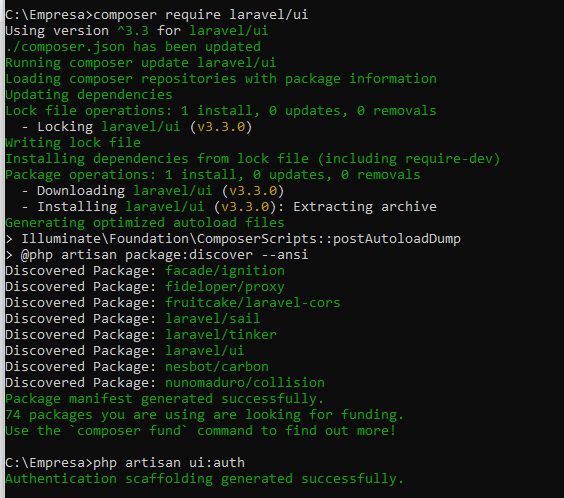 C:\Empresa>composer require laravel/ui
Using version ^3.3 for laravel/ui
./composer.json has been updated
Running composer update laravel/ui
Loading composer repositories with package information
Updating dependencies
Lock file operations: 1 install, 0 updates, 0 removals
  - Locking laravel/ui (v3.3.0)
Writing lock file
Installing dependencies from lock file (including require-dev)
Package operations: 1 install, 0 updates, 0 removals
  - Downloading laravel/ui (v3.3.0)
  - Installing laravel/ui (v3.3.0): Extracting archive
Generating optimized autoload files
> Illuminate\Foundation\ComposerScripts::postAutoloadDump
> @php artisan package:discover --ansi
Discovered Package: facade/ignition
Discovered Package: fideloper/proxy
Discovered Package: fruitcake/laravel-cors
Discovered Package: laravel/sail
Discovered Package: laravel/tinker
Discovered Package: laravel/ui
Discovered Package: nesbot/carbon
Discovered Package: nunomaduro/collision
Package manifest generated successfully.
74 packages you are using are looking for funding.
Use the `composer fund` command to find out more!
C:\Empresa>php artisan ui:auth
Authentication scaffolding generated successfully.